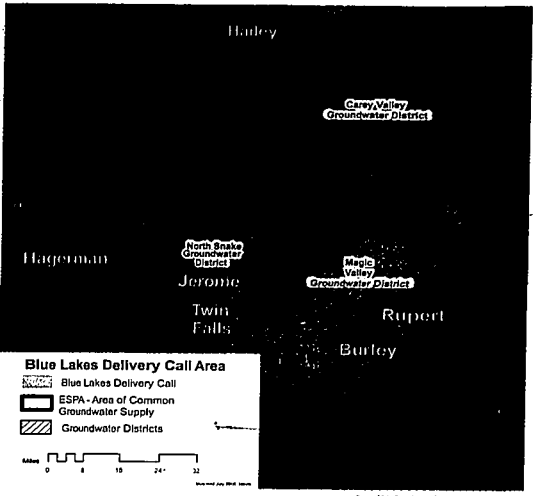 Hailey
Carey Valley
Groundwater District
North Snake
Groundwater
District
Hagerman
Jerome
Magic
Valley
Groundwater District
Twin
Falls
Rupert
Burley
Blue Lakes Delivery Call Area
Blue Lakes Delivery Call
ESPA - Area of Common
Groundwater Supply
Groundwater Districts
Miles
0 4 8 16 24 32